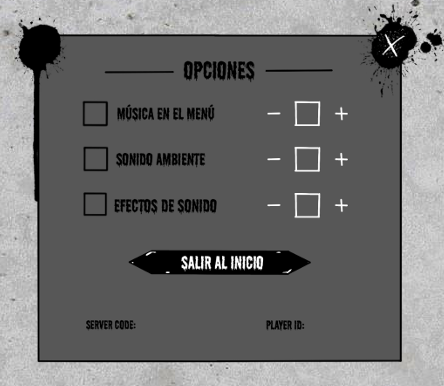 X
OPCIONES
MÚSICA EN EL MENÚ - +
SONIDO AMBIENTE - +
EFECTOS DE SONIDO - +
SALIR AL INICIO
SERVER CODE: PLAYER ID: